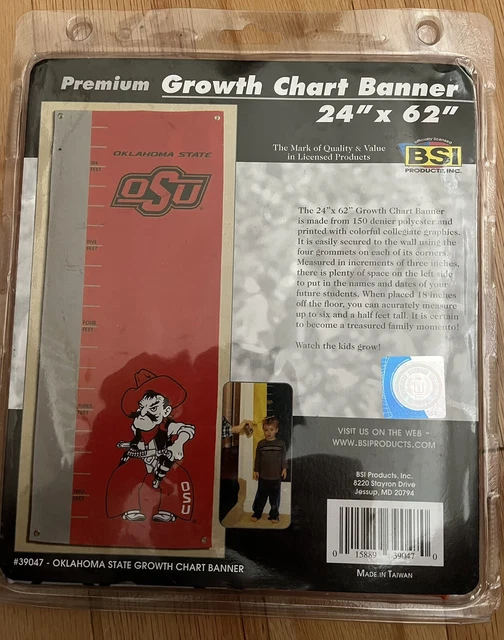 Premium Growth Chart Banner
24" x 62"
The Mark of Quality & Value
in Licensed Products
officially licensed
BSI
PRODUCTS, INC.
OKLAHOMA STATE
OSU
FOUR
FEET
OSU
The 24"x 62" Growth Chart Banner
is made from 150 denier polyester and
printed with colorful collegiate graphics.
It is easily secured to the wall using the
four grommets on each of its corners.
Measured in increments of three inches,
there is plenty of space on the left side
to put in the names and dates of your
future students. When placed 18 inches
off the floor, you can acurately measure
up to six and a half feet tall. It is certain
to become a treasured family momento!
Watch the kids grow!
VISIT US ON THE WEB -
WWW.BSIPRODUCTS.COM
BSI Products, Inc.
8220 Stayron Drive
Jessup, MD 20794
0 15889 39047 0
MADE IN TAIWAN
#39047 - OKLAHOMA STATE GROWTH CHART BANNER